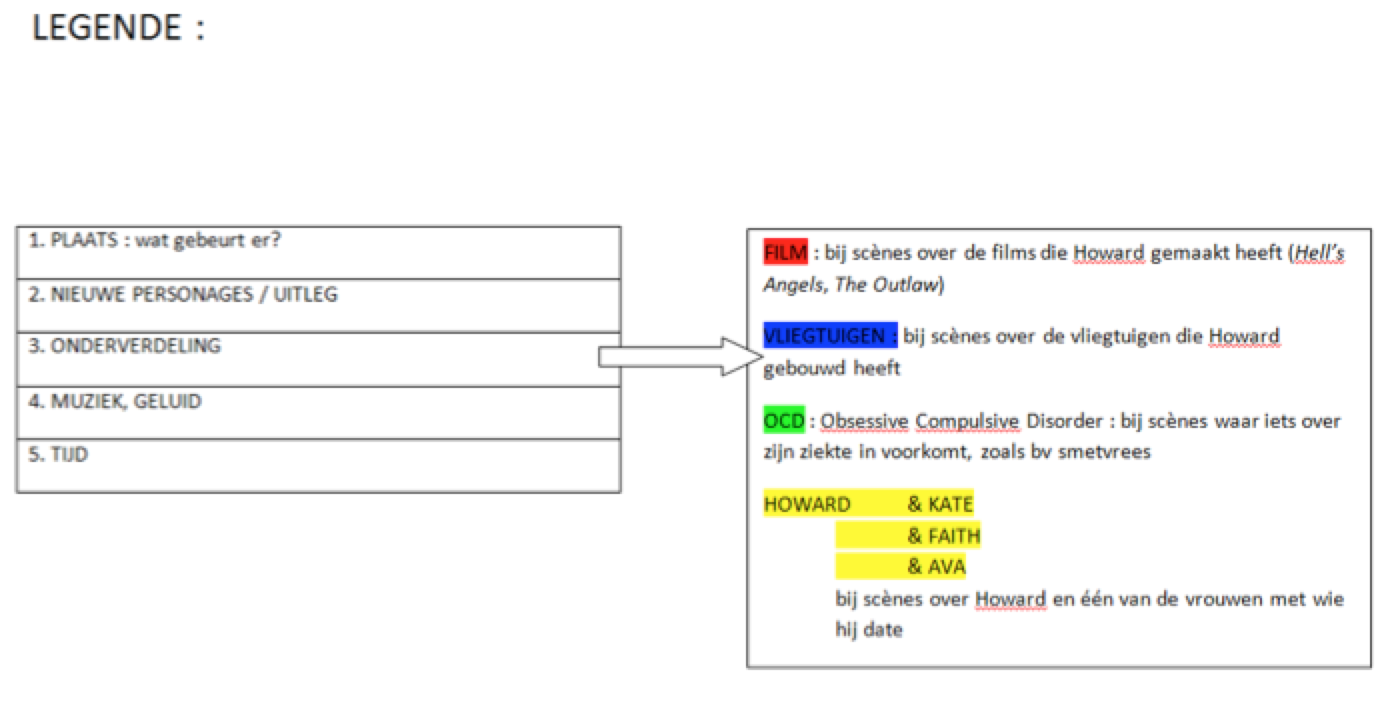 LEGENDE :
1. PLAATS : wat gebeurt er?
2. NIEUWE PERSONAGES / UITLEG
3. ONDERVERDELING
4. MUZIEK, GELUID
5. TIJD
FILM : bij scènes over de films die Howard gemaakt heeft (Hell's
Angels, The Outlaw)
VLIEGTUIGEN : bij scènes over de vliegtuigen die Howard
gebouwd heeft
OCD : Obsessive Compulsive Disorder : bij scènes waar iets over
zijn ziekte in voorkomt, zoals bv smetvrees
HOWARD & KATE
& FAITH
& AVA
bij scènes over Howard en één van de vrouwen met wie
hij date